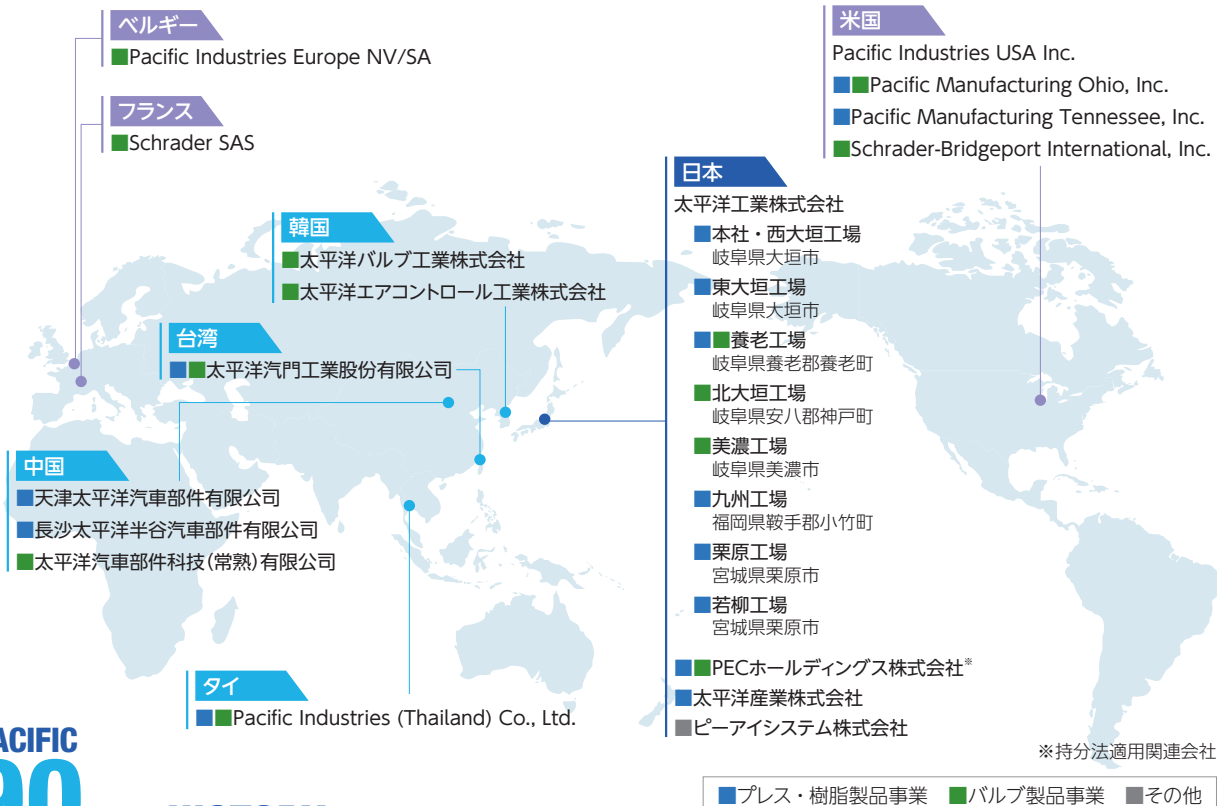 ベルギー
■Pacific Industries Europe NV/SA
フランス
■Schrader SAS
米国
Pacific Industries USA Inc.
■■Pacific Manufacturing Ohio, Inc.
■Pacific Manufacturing Tennessee, Inc.
■Schrader-Bridgeport International, Inc.
韓国
■太平洋バルブ工業株式会社
■太平洋エアコントロール工業株式会社
台湾
■■太平洋汽門工業股份有限公司
中国
■天津太平洋汽車部件有限公司
■長沙太平洋半谷汽車部件有限公司
■太平洋汽車部件科技(常熟)有限公司
タイ
■■Pacific Industries (Thailand) Co., Ltd.
日本
太平洋工業株式会社
■本社・西大垣工場
岐阜県大垣市
■東大垣工場
岐阜県大垣市
■■養老工場
岐阜県養老郡養老町
■北大垣工場
岐阜県安八郡神戸町
■美濃工場
岐阜県美濃市
■九州工場
福岡県鞍手郡小竹町
■栗原工場
宮城県栗原市
■若柳工場
宮城県栗原市
■■PECホールディングス株式会社※
■太平洋産業株式会社
■ピーアイシステム株式会社
※持分法適用関連会社
■プレス・樹脂製品事業 ■バルブ製品事業 ■その他
ACIFIC